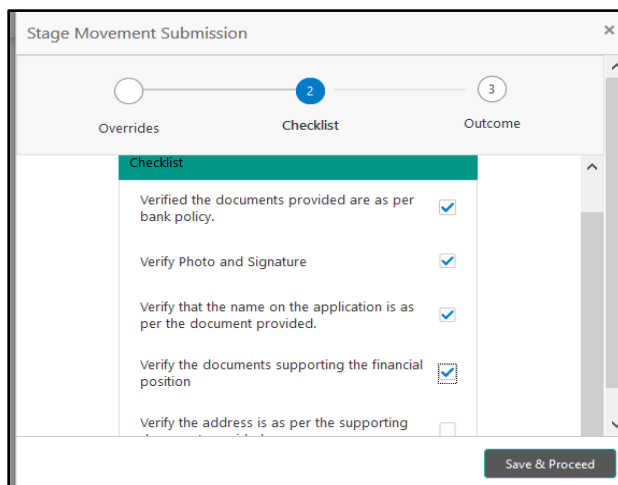 Stage Movement Submission
×
2
3
Overrides
Checklist
Outcome
Checklist
Verified the documents provided are as per
bank policy.
Verify Photo and Signature
Verify that the name on the application is as
per the document provided.
Verify the documents supporting the financial
position
Verify the address is as per the supporting
Save & Proceed